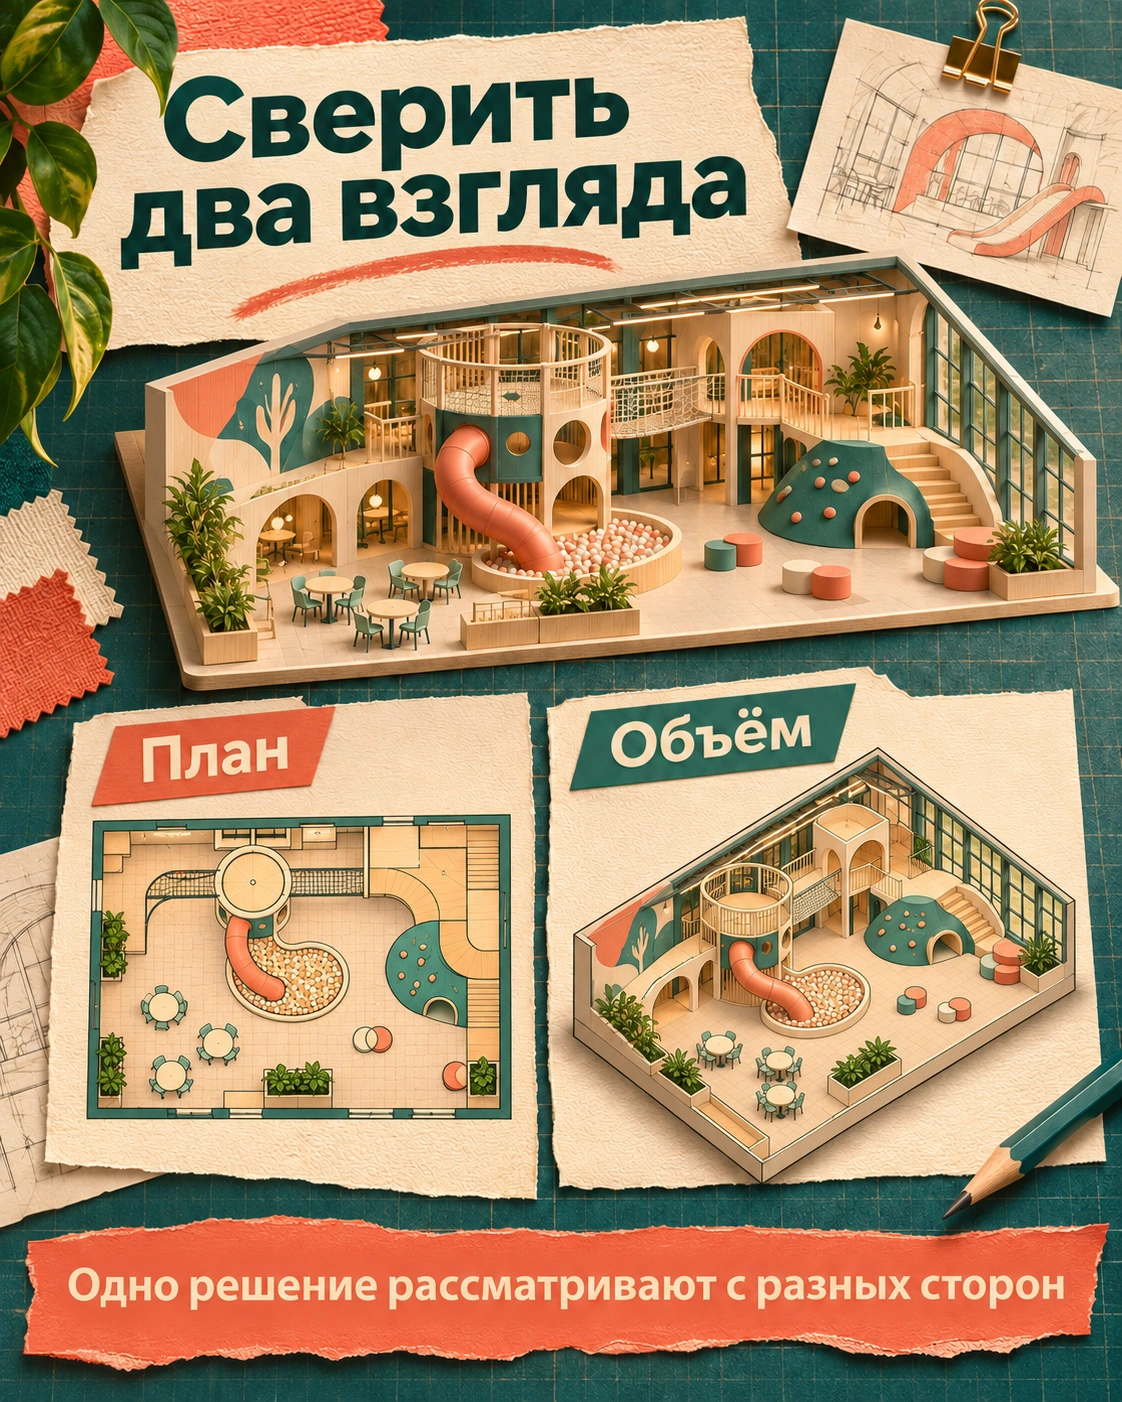 Сверить
два взгляда
План
Объём
Одно решение рассматривают с разных сторон